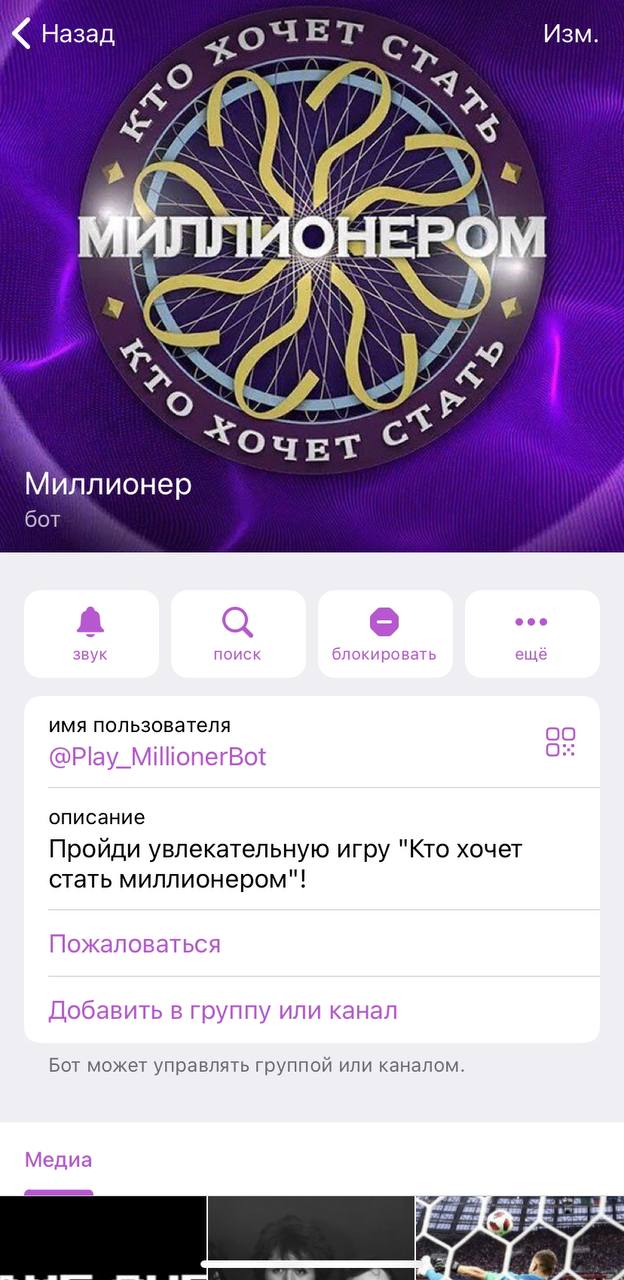 Назад
Изм.
КТО ХОЧЕТ СТАТЬ
МИЛЛИОНЕРОМ
КТО ХОЧЕТ СТАТЬ
Миллионер
бот
звук
поиск
блокировать
ещё
имя пользователя
@Play_MillionerBot
описание
Пройди увлекательную игру "Кто хочет
стать миллионером"!
Пожаловаться
Добавить в группу или канал
Бот может управлять группой или каналом.
Медиа